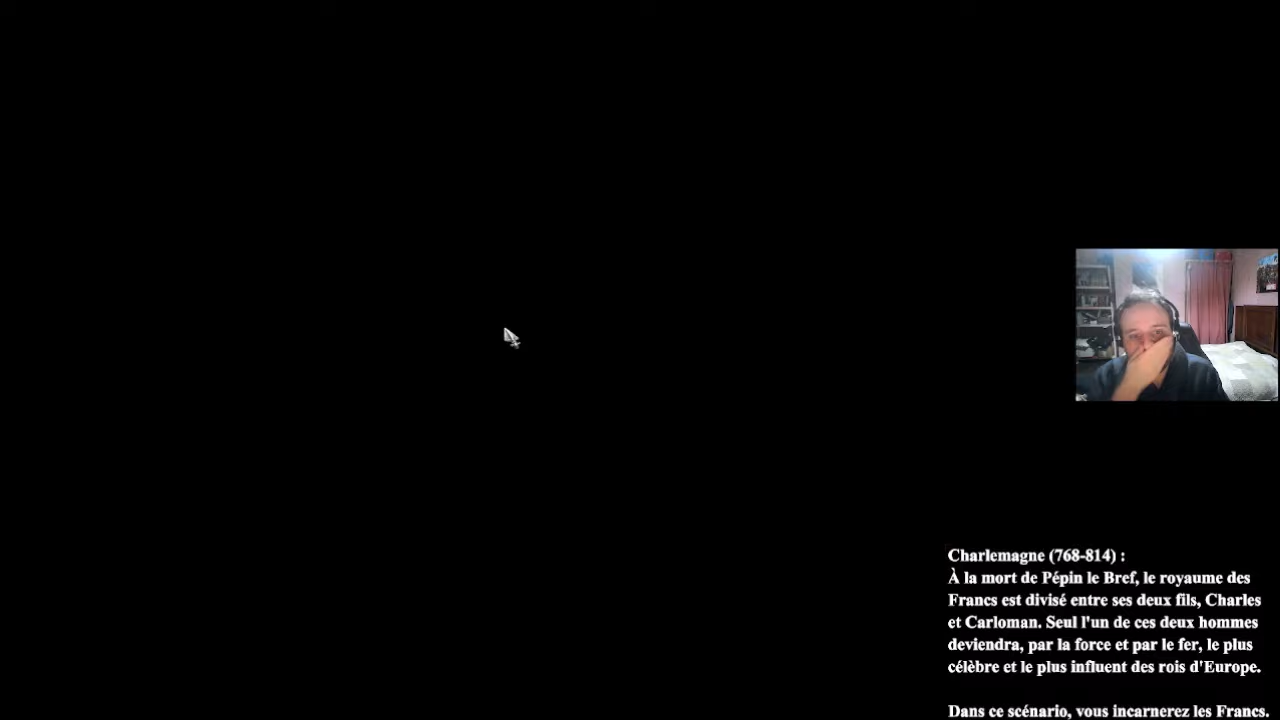 Charlemagne (768-814) :
À la mort de Pépin le Bref, le royaume des
Francs est divisé entre ses deux fils, Charles
et Carloman. Seul l'un de ces deux hommes
deviendra, par la force et par le fer, le plus
célèbre et le plus influent des rois d'Europe.
Dans ce scénario, vous incarnerez les Francs.